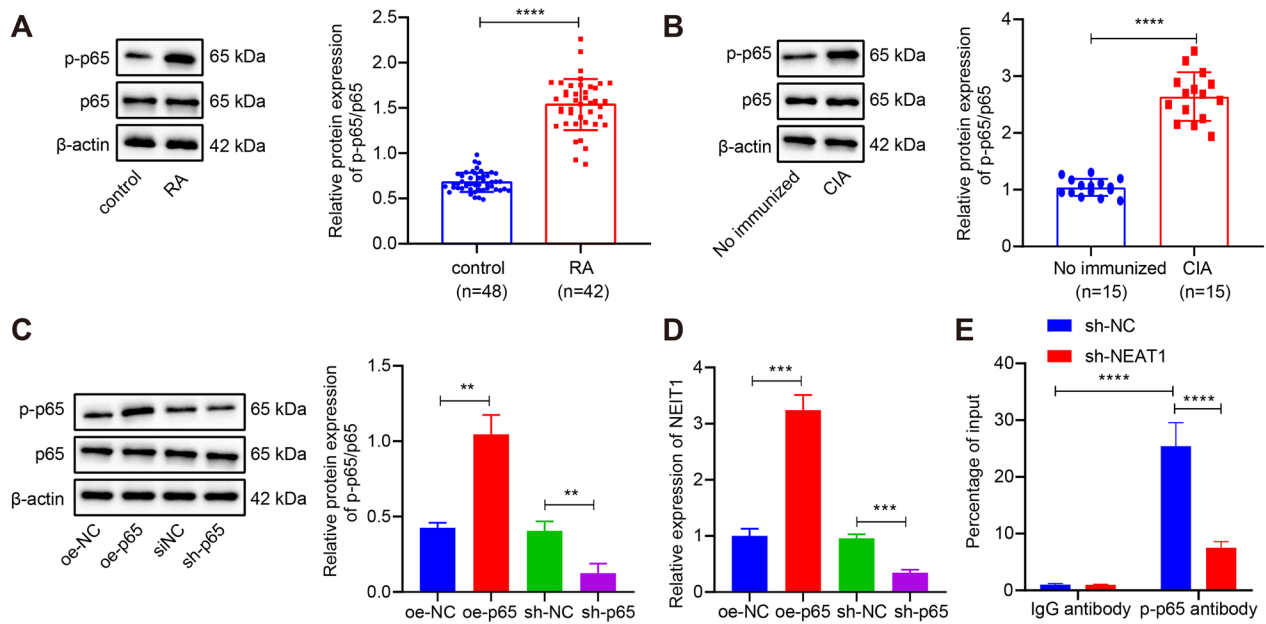 A
p-p65
65 kDa
p65
65 kDa
β-actin
42 kDa
control
RA
Relative protein expression
of p-p65/p65
2.5
2.0
1.5
1.0
0.5
0.0
****
control
RA
(n=48)
(n=42)
B
p-p65
65 kDa
p65
65 kDa
β-actin
42 kDa
No immunized
CIA
Relative protein expression
of p-p65/p65
4
3
2
1
0
****
No immunized
CIA
(n=15)
(n=15)
C
p-p65
65 kDa
p65
65 kDa
β-actin
42 kDa
oe-NC
oe-p65
siNC
sh-p65
Relative protein expression
of p-p65/p65
1.5
1.0
0.5
0.0
**
**
oe-NC
oe-p65
sh-NC
sh-p65
D
Relative expression of NEIT1
4
3
2
1
0
***
***
oe-NC
oe-p65
sh-NC
sh-p65
E
sh-NC
sh-NEAT1
Percentage of input
40
30
20
10
0
****
****
IgG antibody
p-p65 antibody